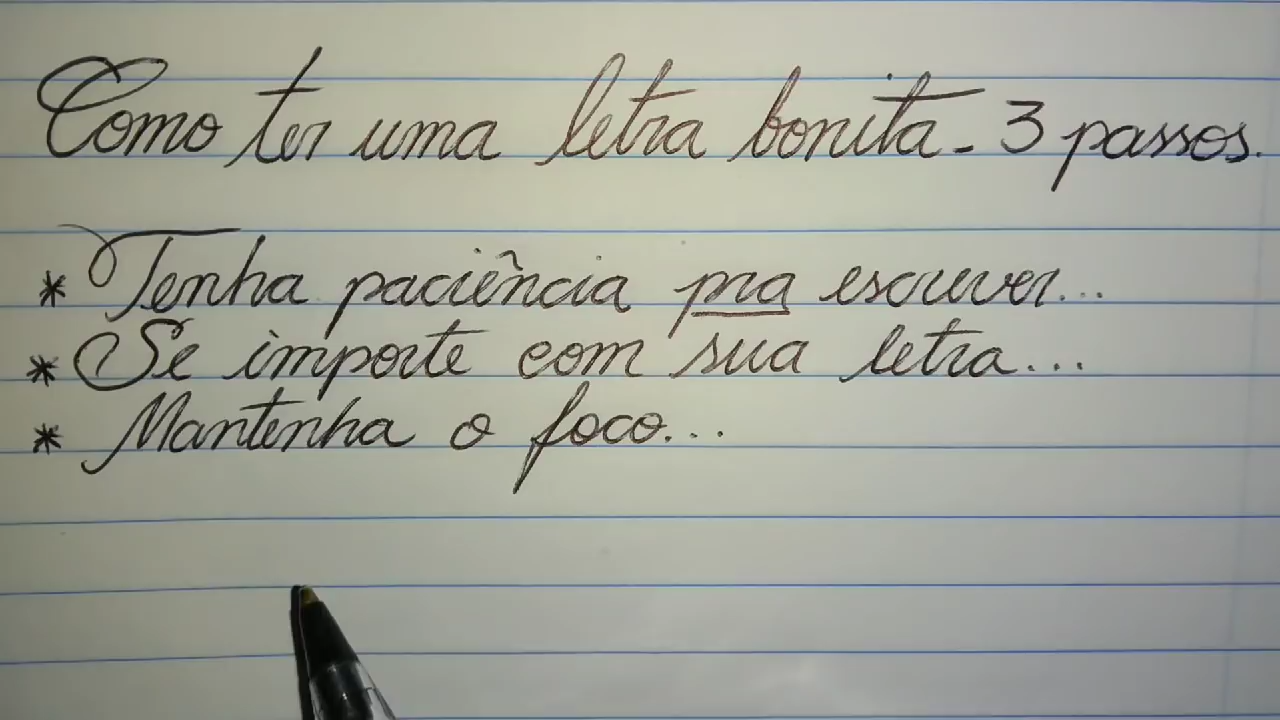 Como ter uma letra bonita - 3 passos.
* Tenha paciência pra escrever...
* Se importe com sua letra...
* Mantenha o foco...